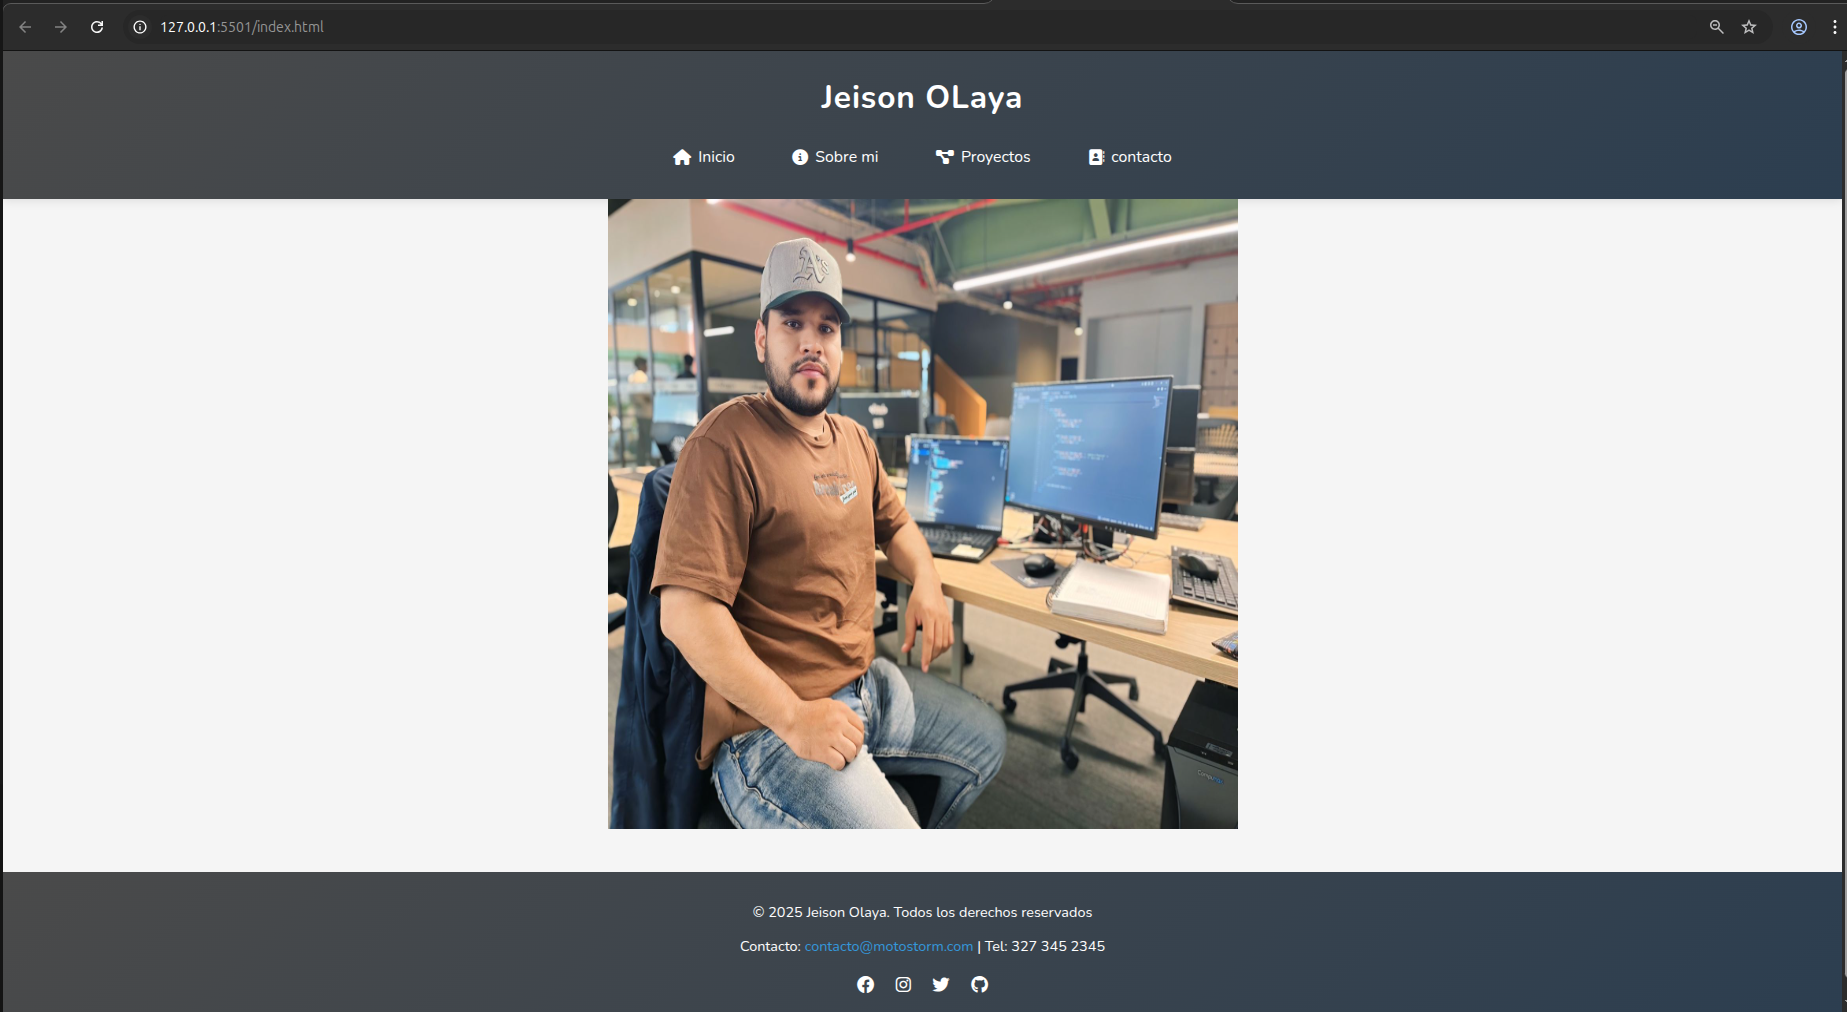 127.0.0.1:5501/index.html
Jeison OLaya
Inicio
Sobre mi
Proyectos
contacto
A's
© 2025 Jeison Olaya. Todos los derechos reservados
Contacto: contacto@motostorm.com | Tel: 327 345 2345